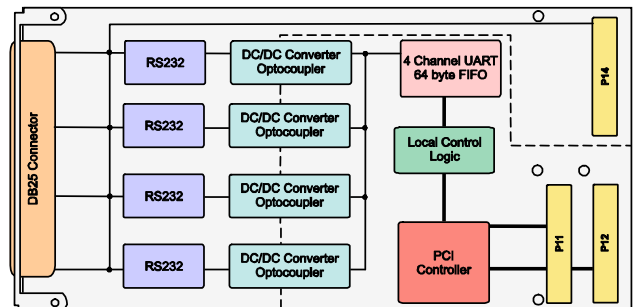 DB25 Connector
RS232
DC/DC Converter
Optocoupler
4 Channel UART
64 byte FIFO
P14
RS232
DC/DC Converter
Optocoupler
Local Control
Logic
RS232
DC/DC Converter
Optocoupler
RS232
DC/DC Converter
Optocoupler
PCI
Controller
P11
P12